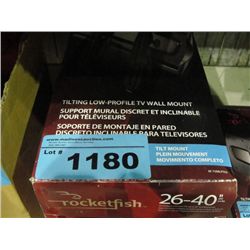 TILTING LOW-PROFILE TV WALL MOUNT
SUPPORT MURAL DISCRET ET INCLINABLE
POUR TÉLÉVISEURS
SOPORTE DE MONTAJE EN PARED
DISCRETO INCLINABLE PARA TELEVISORES
Lot #
1180
TILT MOUNT
PLEIN MOUVEMENT
MOVIMIENTO COMPLETO
rocketfish™
26-40